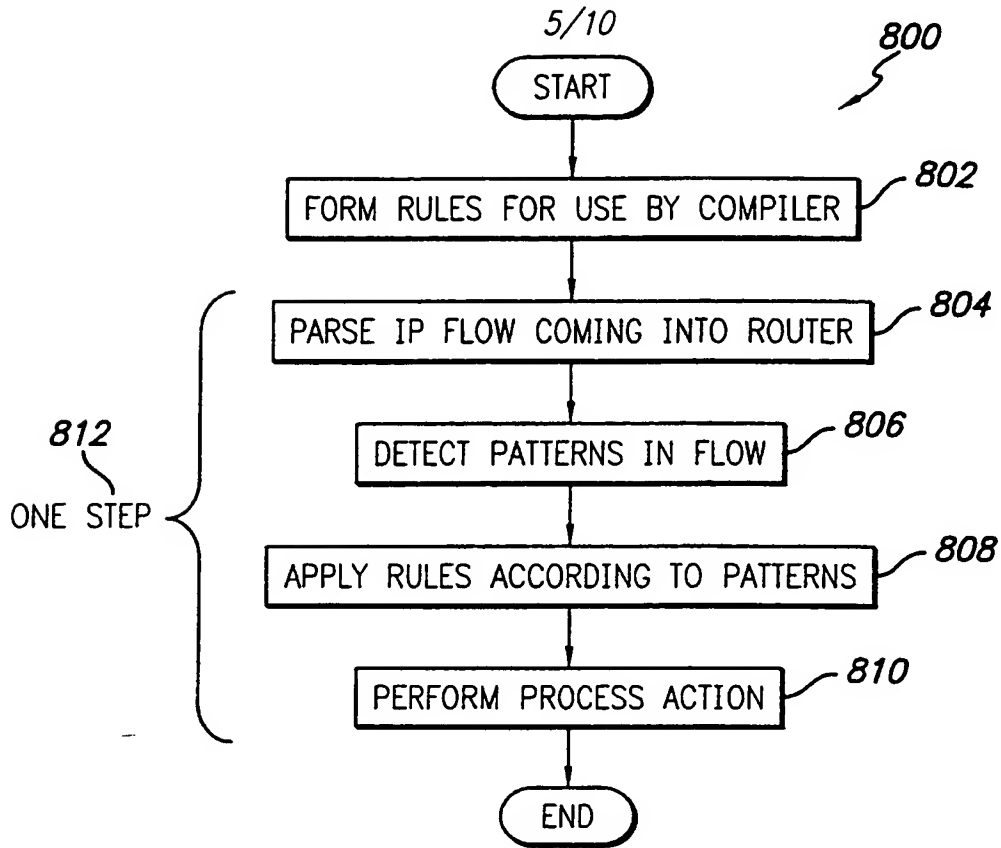 5/10
800
START
802
FORM RULES FOR USE BY COMPILER
804
PARSE IP FLOW COMING INTO ROUTER
806
DETECT PATTERNS IN FLOW
812
ONE STEP
808
APPLY RULES ACCORDING TO PATTERNS
810
PERFORM PROCESS ACTION
END